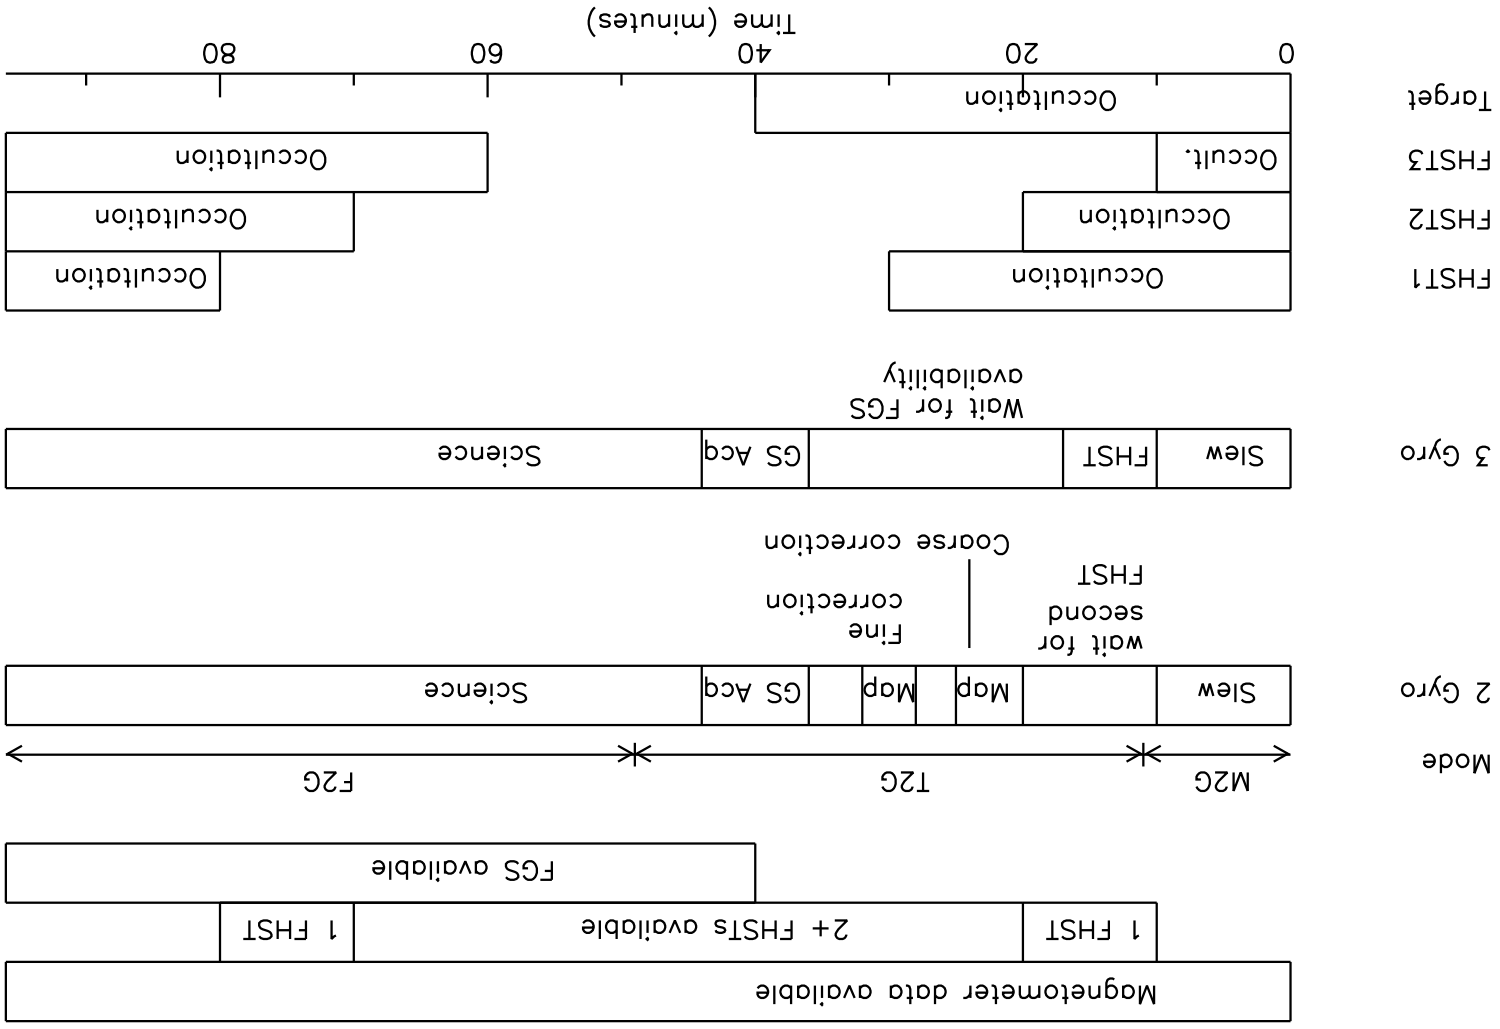 Magnetometer data available
1 FHST 2+ FHSTs available 1 FHST
FGS available
Mode M2G T2G F2G
2 Gyro Slew Map Map GS Acq Science
wait for
second
FHST
Fine
correction
Coarse correction
3 Gyro Slew FHST GS Acq Science
Wait for FGS
availability
FHST1 Occultation Occultation
FHST2 Occultation Occultation
FHST3 Occult. Occultation
Target Occultation
0 20 40 60 80
Time (minutes)